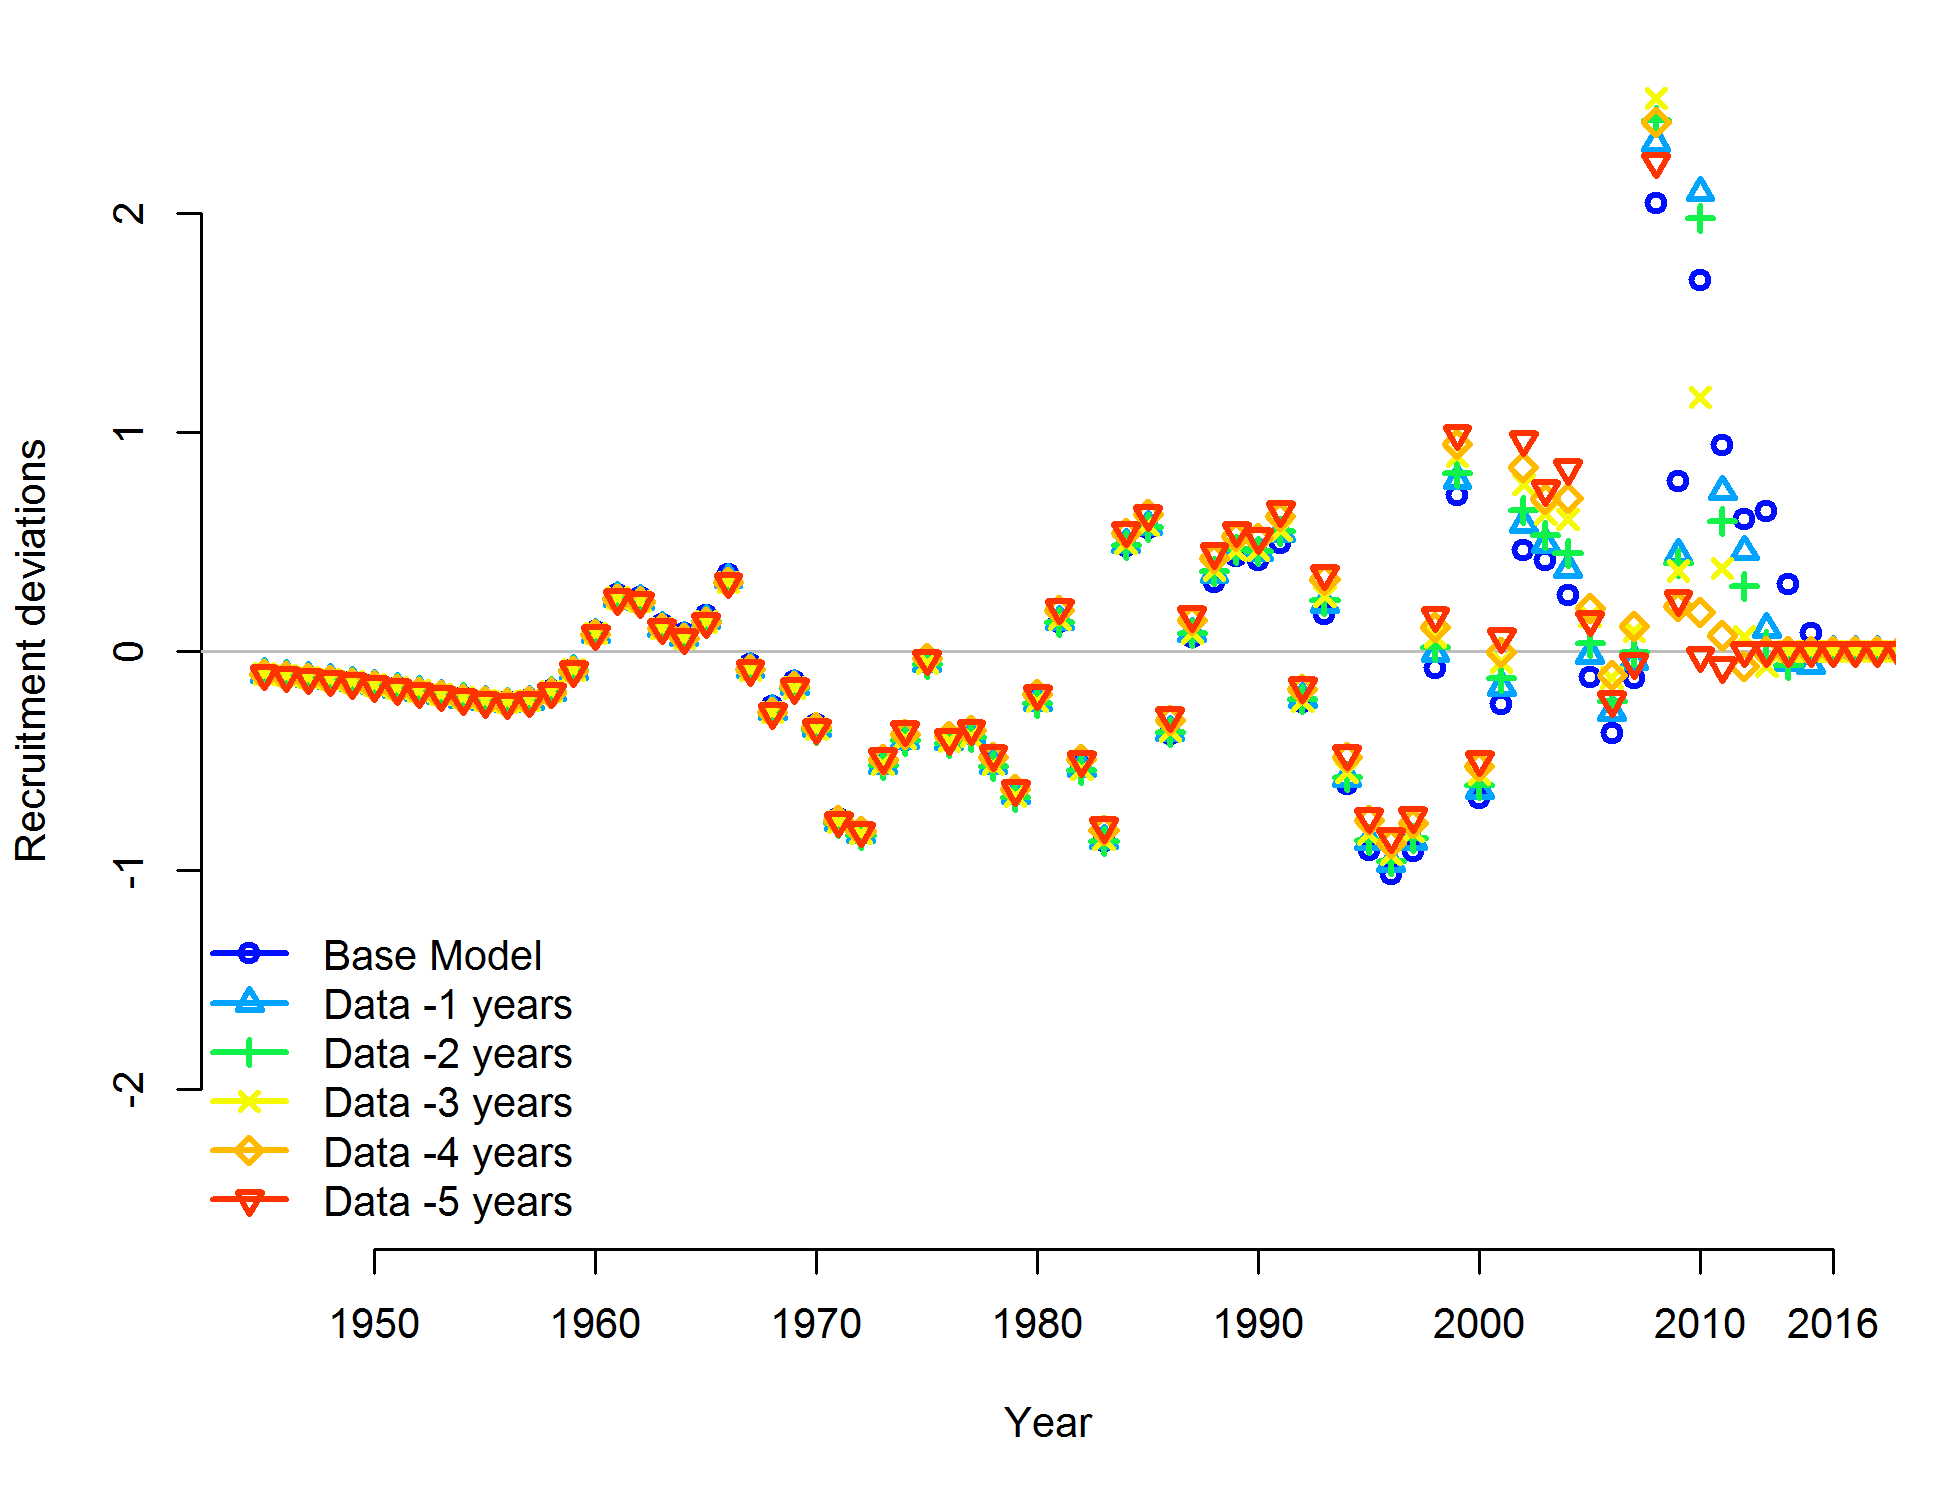 Recruitment deviations
2
1
0
-1
-2
Base Model
Data -1 years
Data -2 years
Data -3 years
Data -4 years
Data -5 years
1950 1960 1970 1980 1990 2000 2010 2016
Year